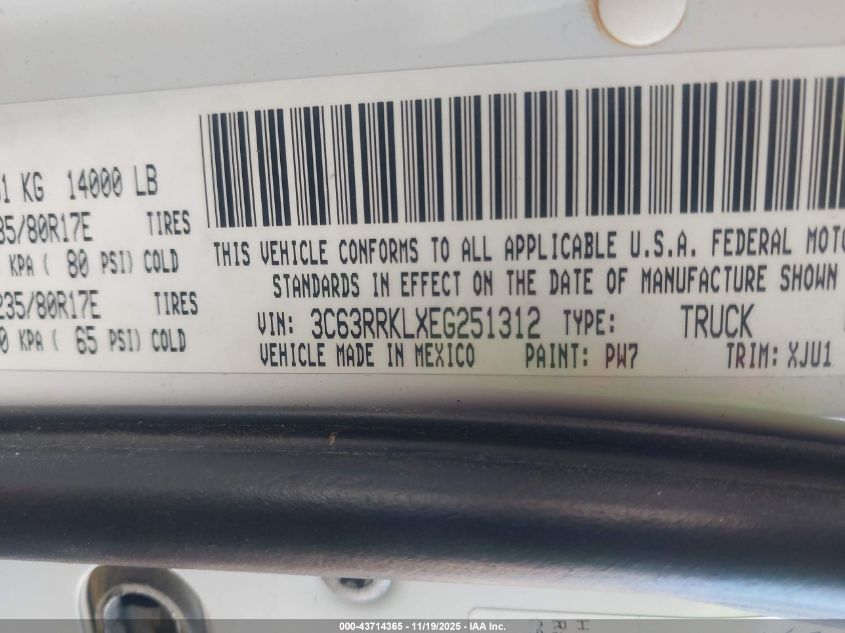 51 KG 14000 LB
35/80R17E TIRES
KPA ( 80 PSI) COLD
235/80R17E TIRES
0 KPA ( 65 PSI) COLD
THIS VEHICLE CONFORMS TO ALL APPLICABLE U.S.A. FEDERAL MOTO
STANDARDS IN EFFECT ON THE DATE OF MANUFACTURE SHOWN
VIN: 3C63RRKLXEG251312 TYPE: TRUCK
VEHICLE MADE IN MEXICO PAINT: PW7 TRIM: XJU1
000-43714365 | 11/19/2025 - IAA Inc.